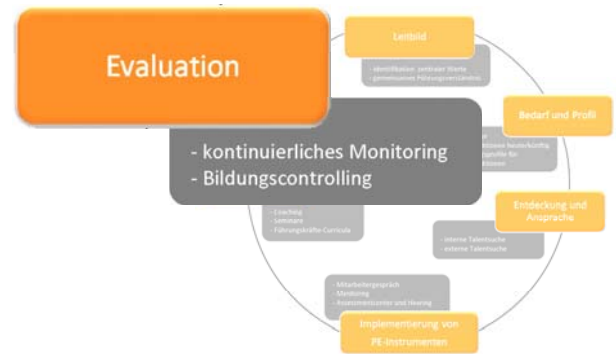 Evaluation
- kontinuierliches Monitoring
- Bildungscontrolling
Leitbild
- Identifikation zentraler Werte
- gemeinsames Führungsverständnis
Bedarf und Profil
Entdeckung und
Ansprache
- Interne Talentsuche
- externe Talentsuche
Implementierung von
PE-Instrumenten
- Mitarbeitergespräch
- Mentoring
- Assessmentcenter und Hearing
- Coaching
- Seminare
- Führungskräfte Curricula